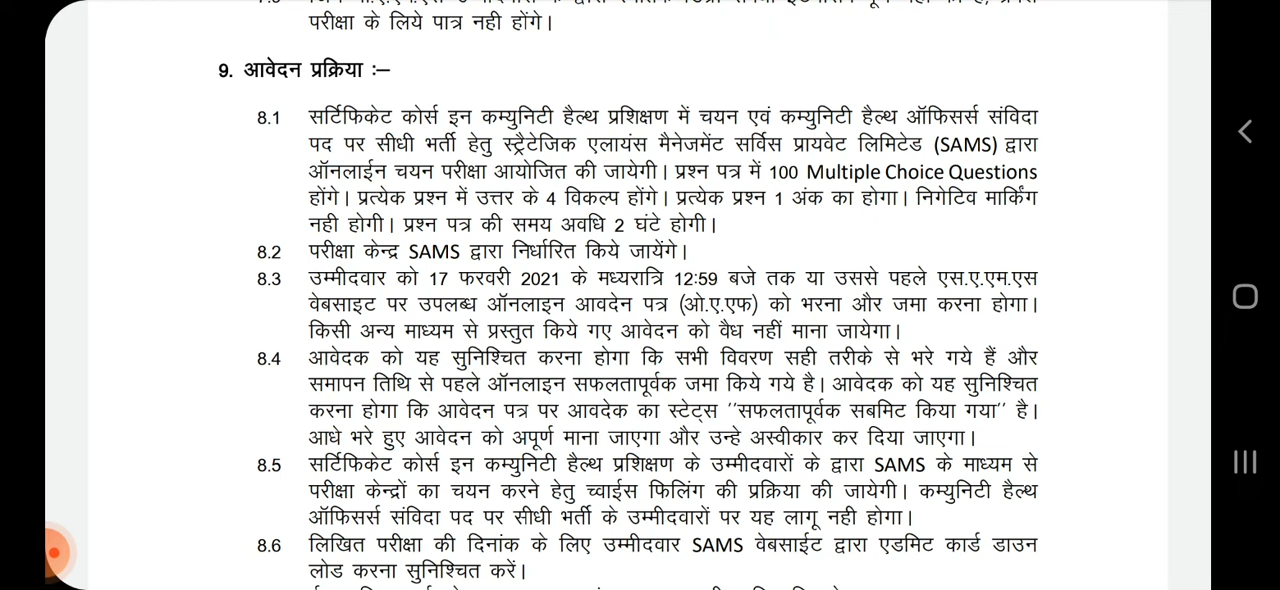 परीक्षा के लिये पात्र नही होंगे।
9. आवेदन प्रक्रिया :–
8.1 सर्टिफिकेट कोर्स इन कम्युनिटी हैल्थ प्रशिक्षण में चयन एवं कम्युनिटी हैल्थ ऑफिसर्स संविदा
पद पर सीधी भर्ती हेतु स्ट्रैटेजिक एलायंस मैनेजमेंट सर्विस प्रायवेट लिमिटेड (SAMS) द्वारा
ऑनलाईन चयन परीक्षा आयोजित की जायेगी। प्रश्न पत्र में 100 Multiple Choice Questions
होंगे। प्रत्येक प्रश्न में उत्तर के 4 विकल्प होंगे। प्रत्येक प्रश्न 1 अंक का होगा। निगेटिव मार्किंग
नही होगी। प्रश्न पत्र की समय अवधि 2 घंटे होगी।
8.2 परीक्षा केन्द्र SAMS द्वारा निर्धारित किये जायेंगे।
8.3 उम्मीदवार को 17 फरवरी 2021 के मध्यरात्रि 12:59 बजे तक या उससे पहले एस.ए.एम.एस
वेबसाइट पर उपलब्ध ऑनलाइन आवदेन पत्र (ओ.ए.एफ) को भरना और जमा करना होगा।
किसी अन्य माध्यम से प्रस्तुत किये गए आवेदन को वैध नहीं माना जायेगा।
8.4 आवेदक को यह सुनिश्चित करना होगा कि सभी विवरण सही तरीके से भरे गये हैं और
समापन तिथि से पहले ऑनलाइन सफलतापूर्वक जमा किये गये है। आवेदक को यह सुनिश्चित
करना होगा कि आवेदन पत्र पर आवदेक का स्टेट्स ''सफलतापूर्वक सबमिट किया गया'' है।
आधे भरे हुए आवेदन को अपूर्ण माना जाएगा और उन्हे अस्वीकार कर दिया जाएगा।
8.5 सर्टिफिकेट कोर्स इन कम्युनिटी हैल्थ प्रशिक्षण के उम्मीदवारों के द्वारा SAMS के माध्यम से
परीक्षा केन्द्रों का चयन करने हेतु च्वाईस फिलिंग की प्रक्रिया की जायेगी। कम्युनिटी हैल्थ
ऑफिसर्स संविदा पद पर सीधी भर्ती के उम्मीदवारों पर यह लागू नही होगा।
8.6 लिखित परीक्षा की दिनांक के लिए उम्मीदवार SAMS वेबसाईट द्वारा एडमिट कार्ड डाउन
लोड करना सुनिश्चित करें।